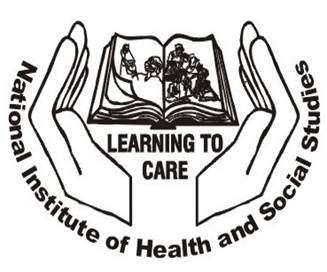 LEARNING TO
CARE
National Institute of Health and Social Studies